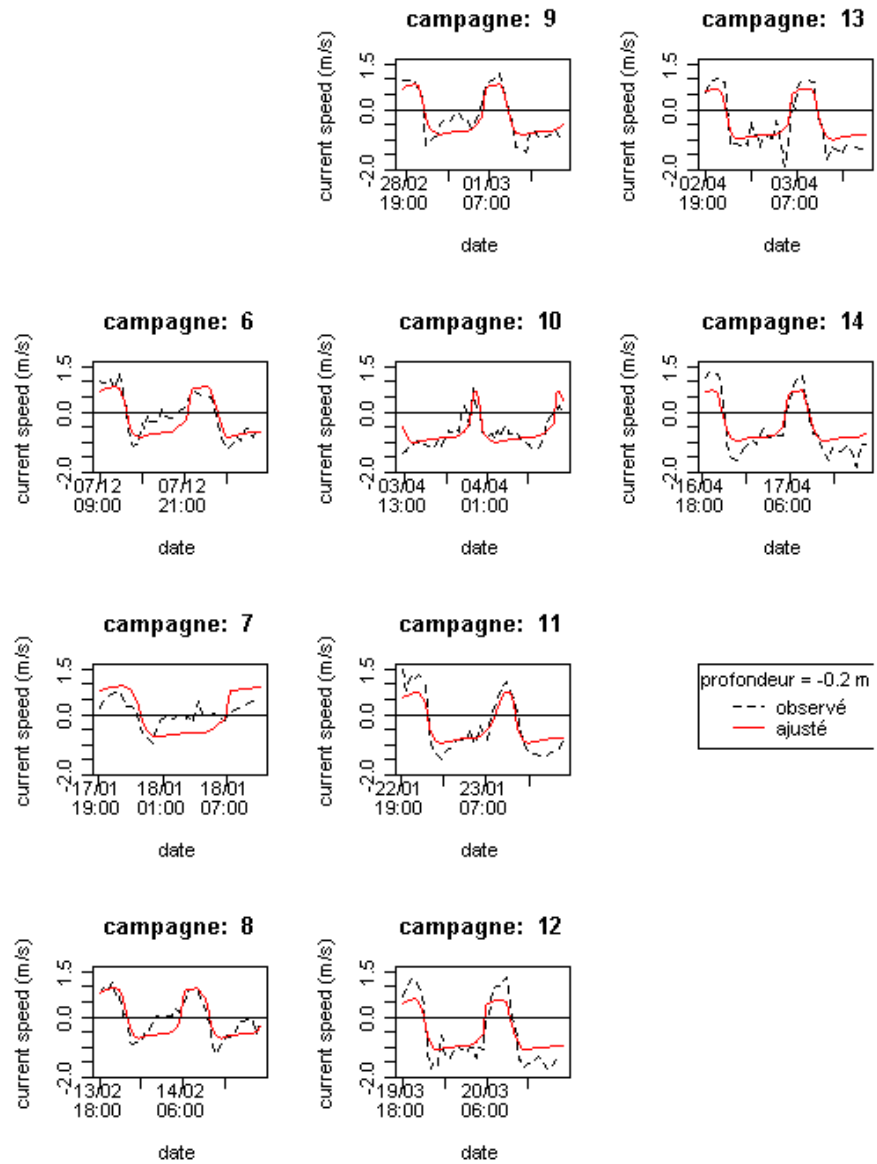 campagne: 9
current speed (m/s)
1.5
0.0
-2.0
28/02 01/03
19:00 07:00
date
campagne: 13
current speed (m/s)
1.5
0.0
-2.0
02/04 03/04
19:00 07:00
date
campagne: 6
current speed (m/s)
1.5
0.0
-2.0
07/12 07/12
09:00 21:00
date
campagne: 10
current speed (m/s)
1.5
0.0
-2.0
03/04 04/04
13:00 01:00
date
campagne: 14
current speed (m/s)
1.5
0.0
-2.0
16/04 17/04
18:00 06:00
date
campagne: 7
current speed (m/s)
1.5
0.0
-2.0
17/01 18/01 18/01
19:00 01:00 07:00
date
campagne: 11
current speed (m/s)
1.5
0.0
-2.0
22/01 23/01
19:00 07:00
date
profondeur = -0.2 m
observé
ajusté
campagne: 8
current speed (m/s)
1.5
0.0
-2.0
13/02 14/02
18:00 06:00
date
campagne: 12
current speed (m/s)
1.5
0.0
-2.0
19/03 20/03
18:00 06:00
date